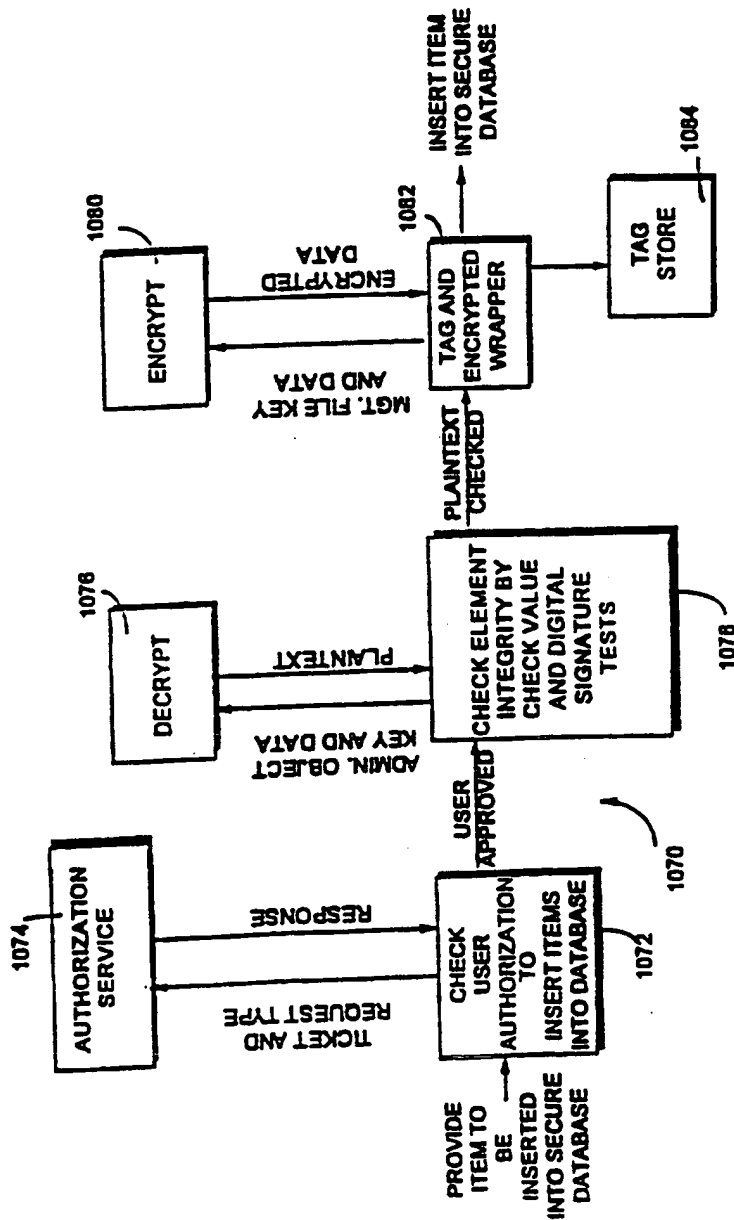 PROVIDE
ITEM TO
BE
INSERTED
INTO SECURE
DATABASE
CHECK
USER
AUTHORIZATION
TO
INSERT ITEMS
INTO DATABASE
1072
TICKET AND
REQUEST TYPE
RESPONSE
AUTHORIZATION
SERVICE
1074
1070
USER
APPROVED
CHECK ELEMENT
INTEGRITY BY
CHECK VALUE
AND DIGITAL
SIGNATURE
TESTS
1078
ADMIN. OBJECT
KEY AND DATA
PLAINTEXT
DECRYPT
1076
PLAINTEXT
CHECKED
TAG AND
ENCRYPTED
WRAPPER
1082
MGT. FILE KEY
AND DATA
ENCRYPTED
DATA
ENCRYPT
1080
INSERT ITEM
INTO SECURE
DATABASE
TAG
STORE
1084